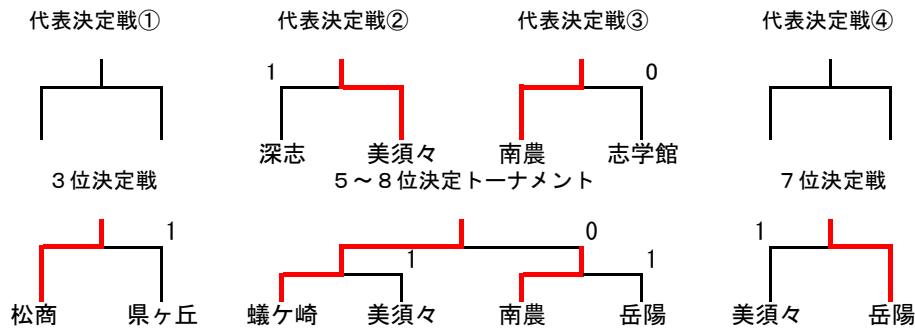 代表決定戦① 代表決定戦② 代表決定戦③ 代表決定戦④
1 0
深志 美須々 南農 志学館
3位決定戦 5～8位決定トーナメント 7位決定戦
1 0 1
1 1
松商 県ヶ丘 蟻ケ崎 美須々 南農 岳陽 美須々 岳陽